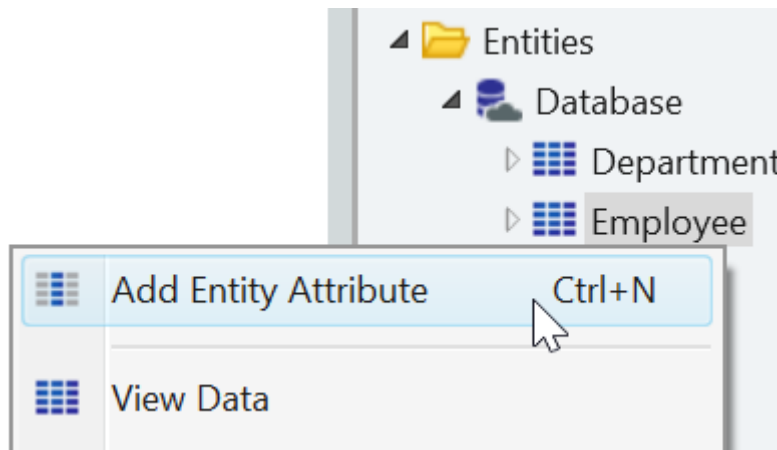 Entities
Database
Department
Employee
Add Entity Attribute Ctrl+N
View Data